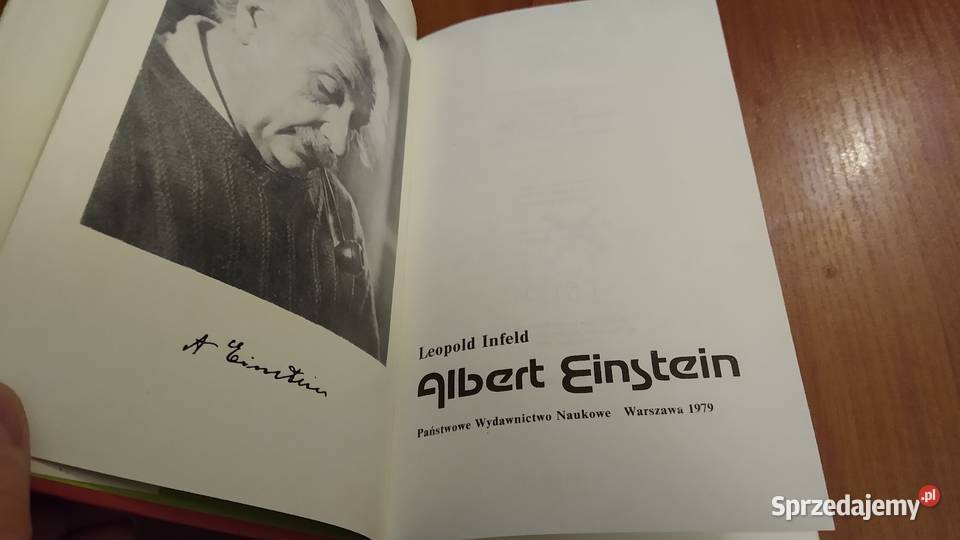 A Einstein
Leopold Infeld
Albert Einstein
Państwowe Wydawnictwo Naukowe Warszawa 1979
Sprzedajemy.pl